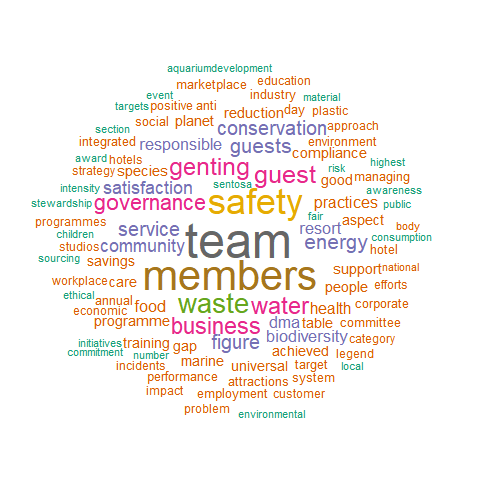 aquariumdevelopment
marketplace education
event industry material
targets positive anti reduction day plastic
section social planet conservation approach
integrated responsible guests environment
award hotels genting compliance highest
strategy species guest risk good managing
intensity satisfaction sentosa awareness
stewardship governance safety practices public
programmes fair aspect body
children service team resort consumption
studios community energy hotel
sourcing savings members support national
workplace care people efforts
ethical annual food waste water health corporate
economic programme business dma table committee
initiatives training gap figure biodiversity category
commitment number marine achieved legend
incidents universal target local
performance attractions system
impact employment customer
problem environmental